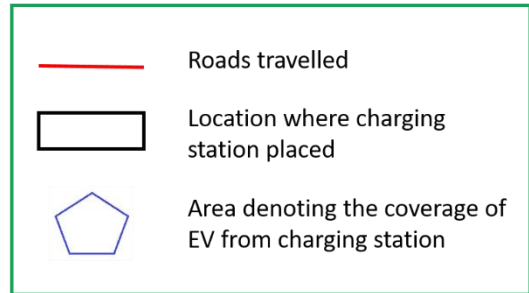 Roads travelled
Location where charging
station placed
Area denoting the coverage of
EV from charging station